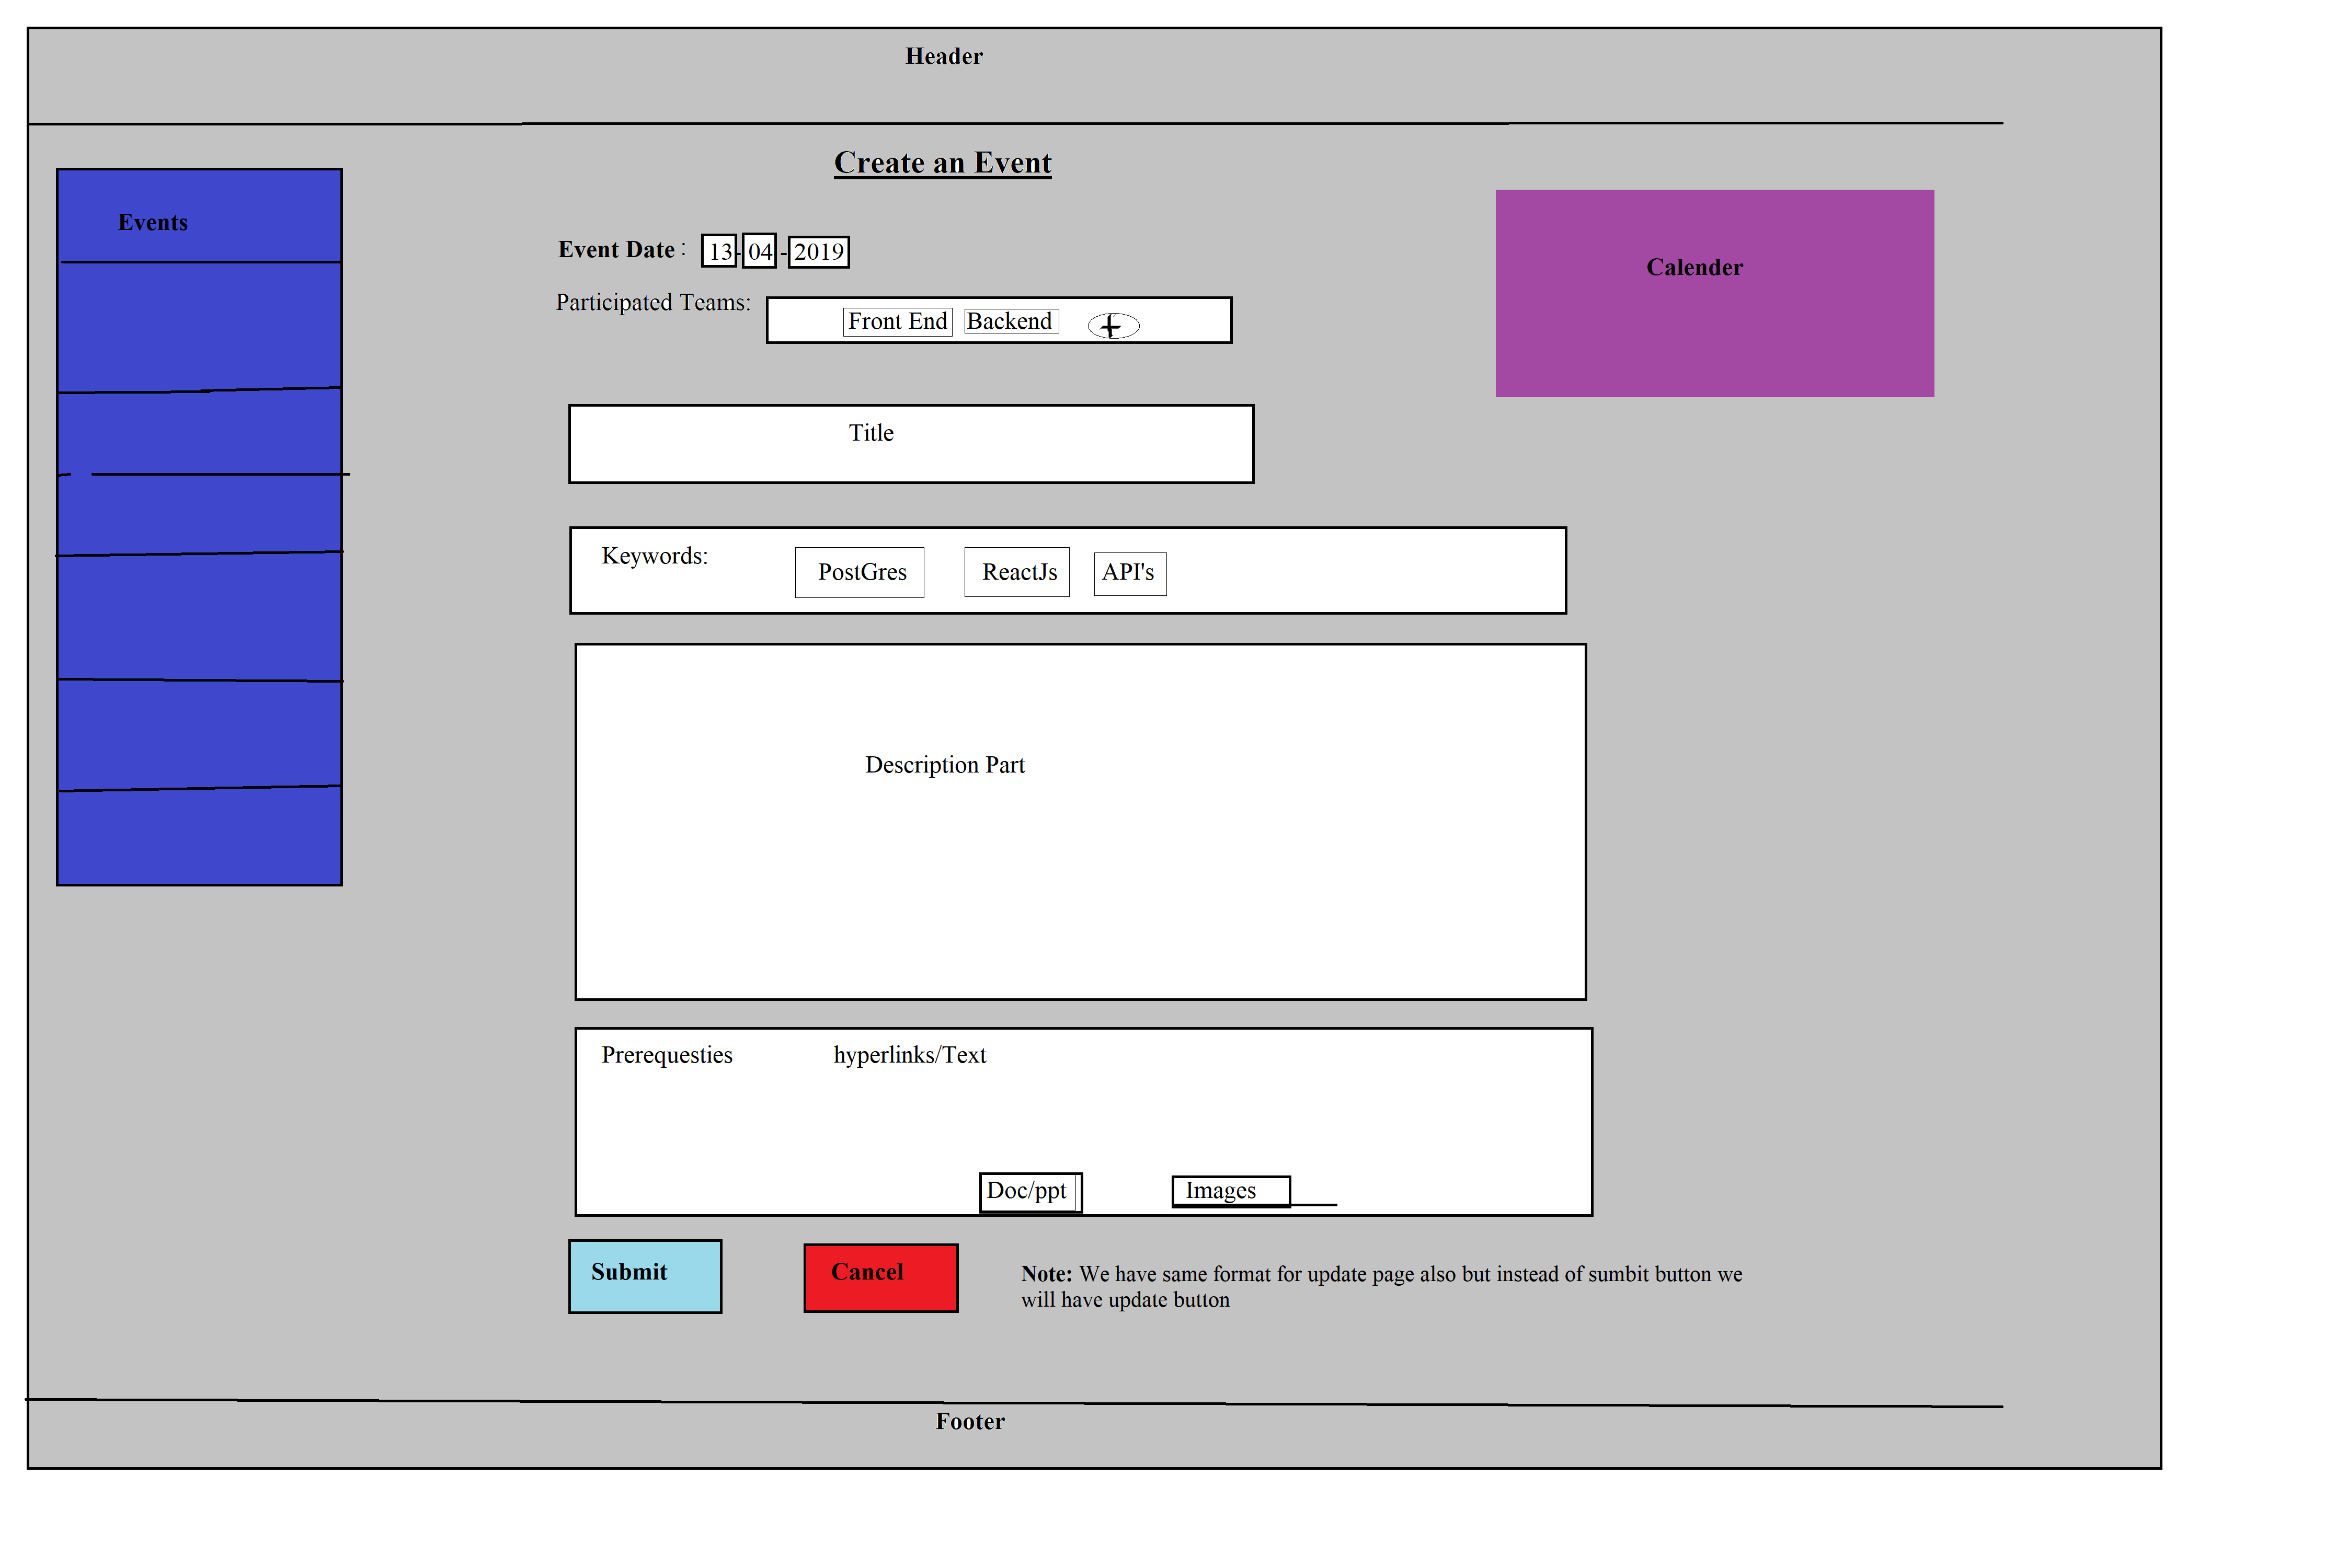 Header
Create an Event
Events
Event Date : 13-04-2019
Calender
Participated Teams:
Front End Backend +
Title
Keywords: PostGres ReactJs API's
Description Part
Prerequesties hyperlinks/Text
Doc/ppt Images
Submit Cancel
Note: We have same format for update page also but instead of sumbit button we
will have update button
Footer